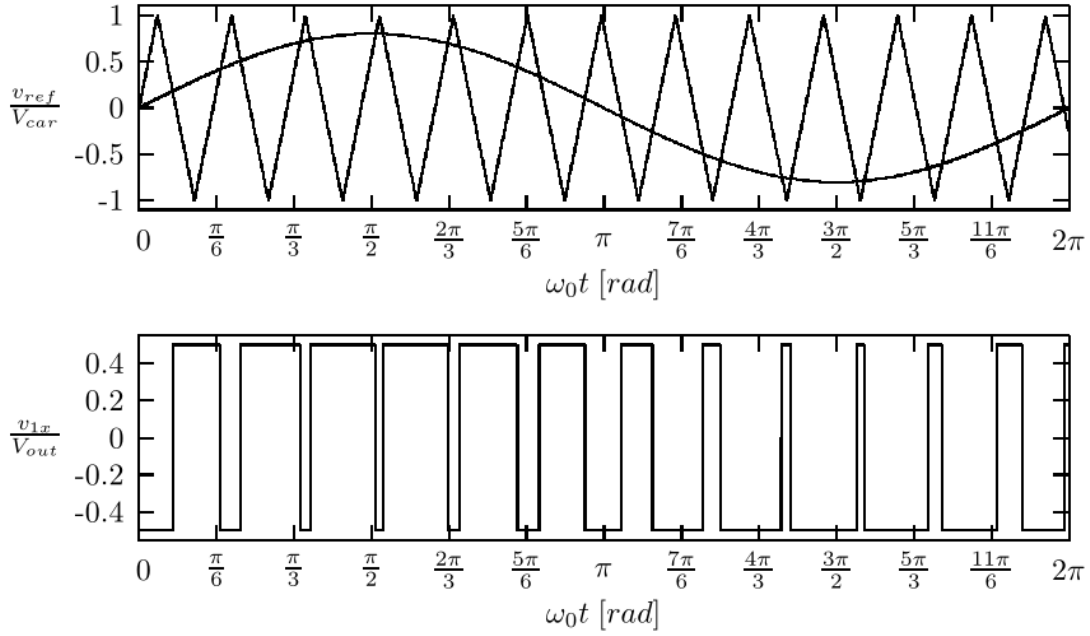 1
0.5
0
-0.5
-1
v_ref / V_car
0 π/6 π/3 π/2 2π/3 5π/6 π 7π/6 4π/3 3π/2 5π/3 11π/6 2π
ω₀t [rad]
0.4
0.2
0
-0.2
-0.4
v_1x / V_out
0 π/6 π/3 π/2 2π/3 5π/6 π 7π/6 4π/3 3π/2 5π/3 11π/6 2π
ω₀t [rad]